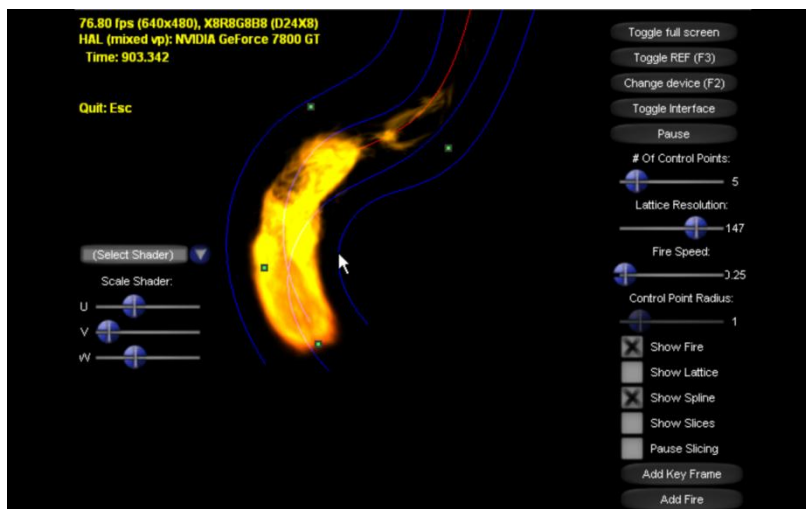 76.80 fps (640x480), X8R8G8B8 (D24X8)
HAL (mixed vp): NVIDIA GeForce 7800 GT
Time: 903.342
Quit: Esc
(Select Shader)
Scale Shader:
U
V
W
Toggle full screen
Toggle REF (F3)
Change device (F2)
Toggle Interface
Pause
# Of Control Points:
5
Lattice Resolution:
147
Fire Speed:
0.25
Control Point Radius:
1
Show Fire
Show Lattice
Show Spline
Show Slices
Pause Slicing
Add Key Frame
Add Fire